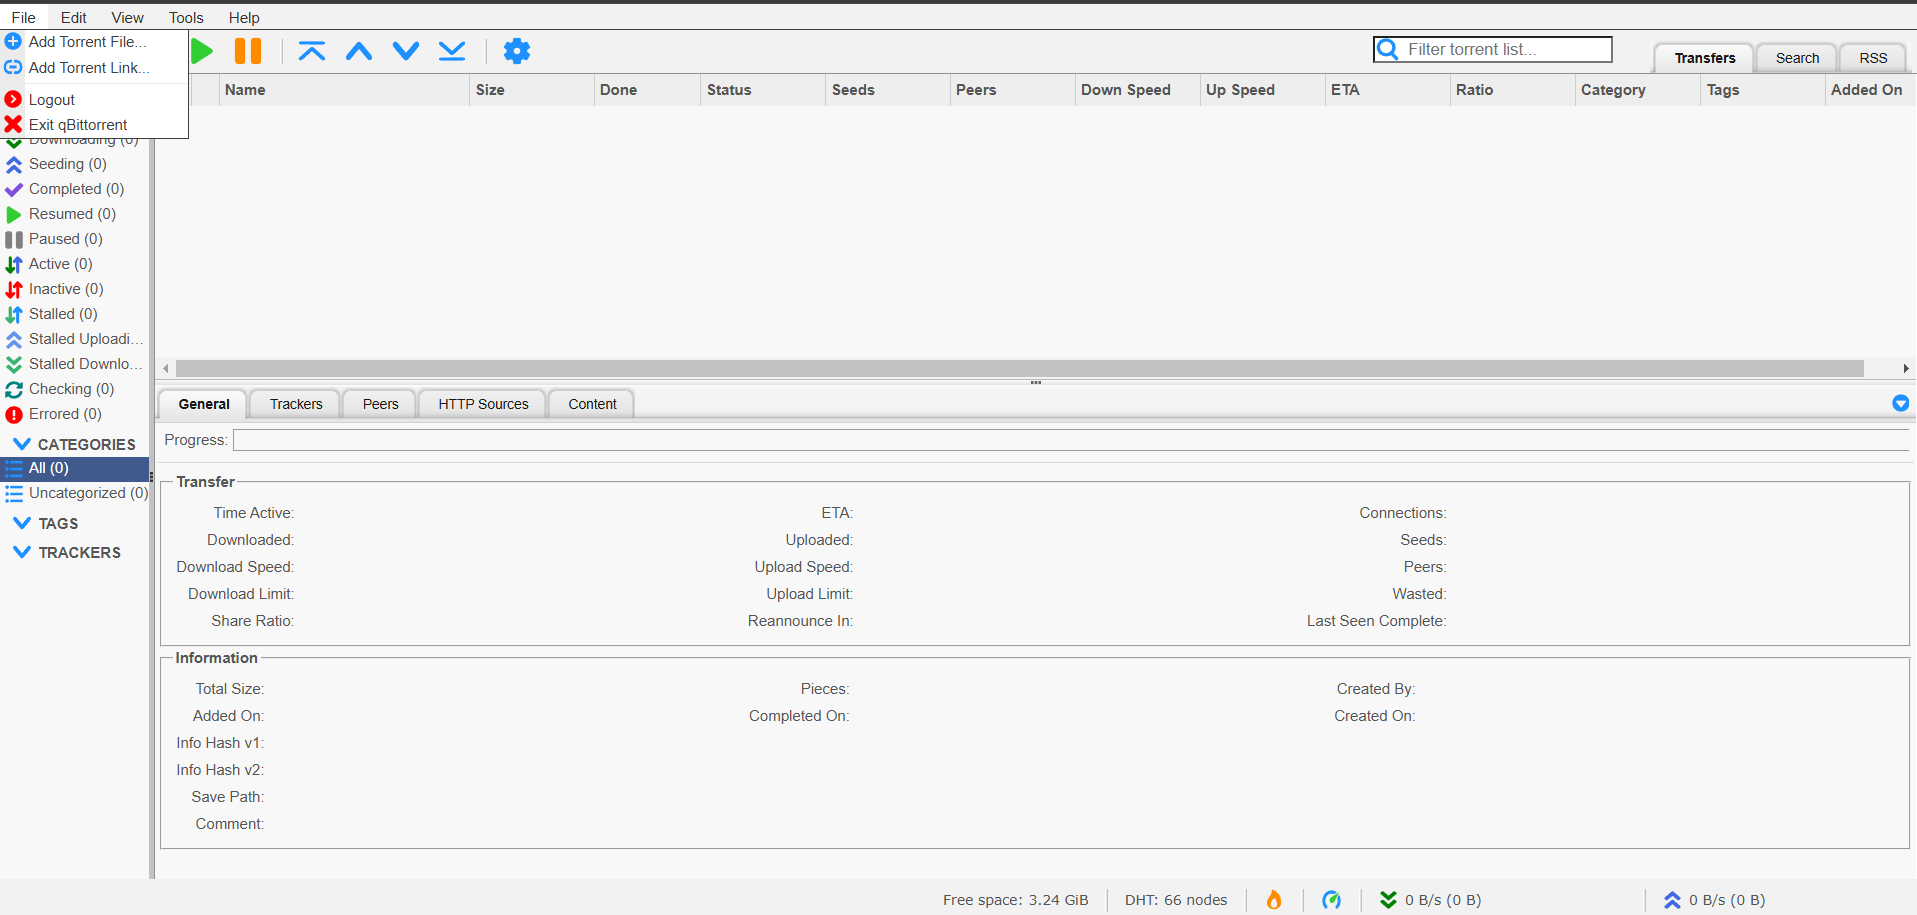 File Edit View Tools Help
Add Torrent File...
Add Torrent Link...
Logout
Exit qBittorrent
Filter torrent list...
Transfers Search RSS
Name Size Done Status Seeds Peers Down Speed Up Speed ETA Ratio Category Tags Added On
Downloading (0)
Seeding (0)
Completed (0)
Resumed (0)
Paused (0)
Active (0)
Inactive (0)
Stalled (0)
Stalled Uploadi...
Stalled Downlo...
Checking (0)
Errored (0)
CATEGORIES
All (0)
Uncategorized (0)
TAGS
TRACKERS
General Trackers Peers HTTP Sources Content
Progress:
Transfer
Time Active: ETA: Connections:
Downloaded: Uploaded: Seeds:
Download Speed: Upload Speed: Peers:
Download Limit: Upload Limit: Wasted:
Share Ratio: Reannounce In: Last Seen Complete:
Information
Total Size: Pieces: Created By:
Added On: Completed On: Created On:
Info Hash v1:
Info Hash v2:
Save Path:
Comment:
Free space: 3.24 GiB DHT: 66 nodes 0 B/s (0 B) 0 B/s (0 B)